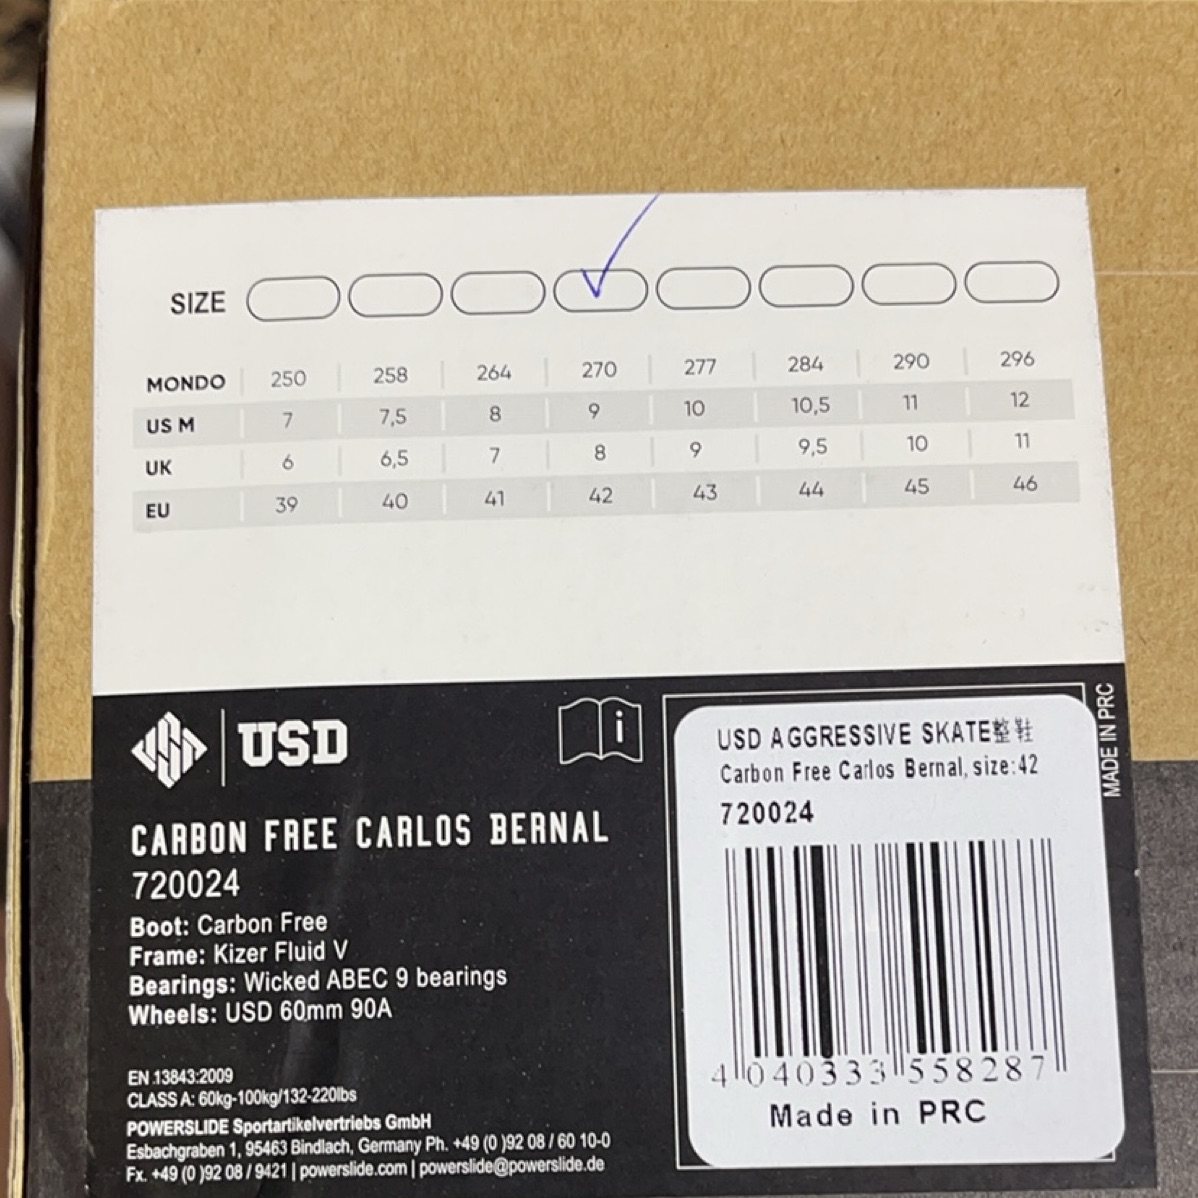 SIZE
MONDO 250 258 264 270 277 284 290 296
US M 7 7,5 8 9 10 10,5 11 12
UK 6 6,5 7 8 9 9,5 10 11
EU 39 40 41 42 43 44 45 46
USD
i
CARBON FREE CARLOS BERNAL
720024
Boot: Carbon Free
Frame: Kizer Fluid V
Bearings: Wicked ABEC 9 bearings
Wheels: USD 60mm 90A
EN 13843:2009
CLASS A: 60kg-100kg/132-220lbs
POWERSLIDE Sportartikelvertriebs GmbH
Esbachgraben 1, 95463 Bindlach, Germany Ph. +49 (0 )92 08 / 60 10-0
Fx. +49 (0 )92 08 / 9421 | powerslide.com | powerslide@powerslide.de
USD AGGRESSIVE SKATE整鞋
Carbon Free Carlos Bernal, size:42
720024
4 040333 558287
Made in PRC
MADE IN PRC